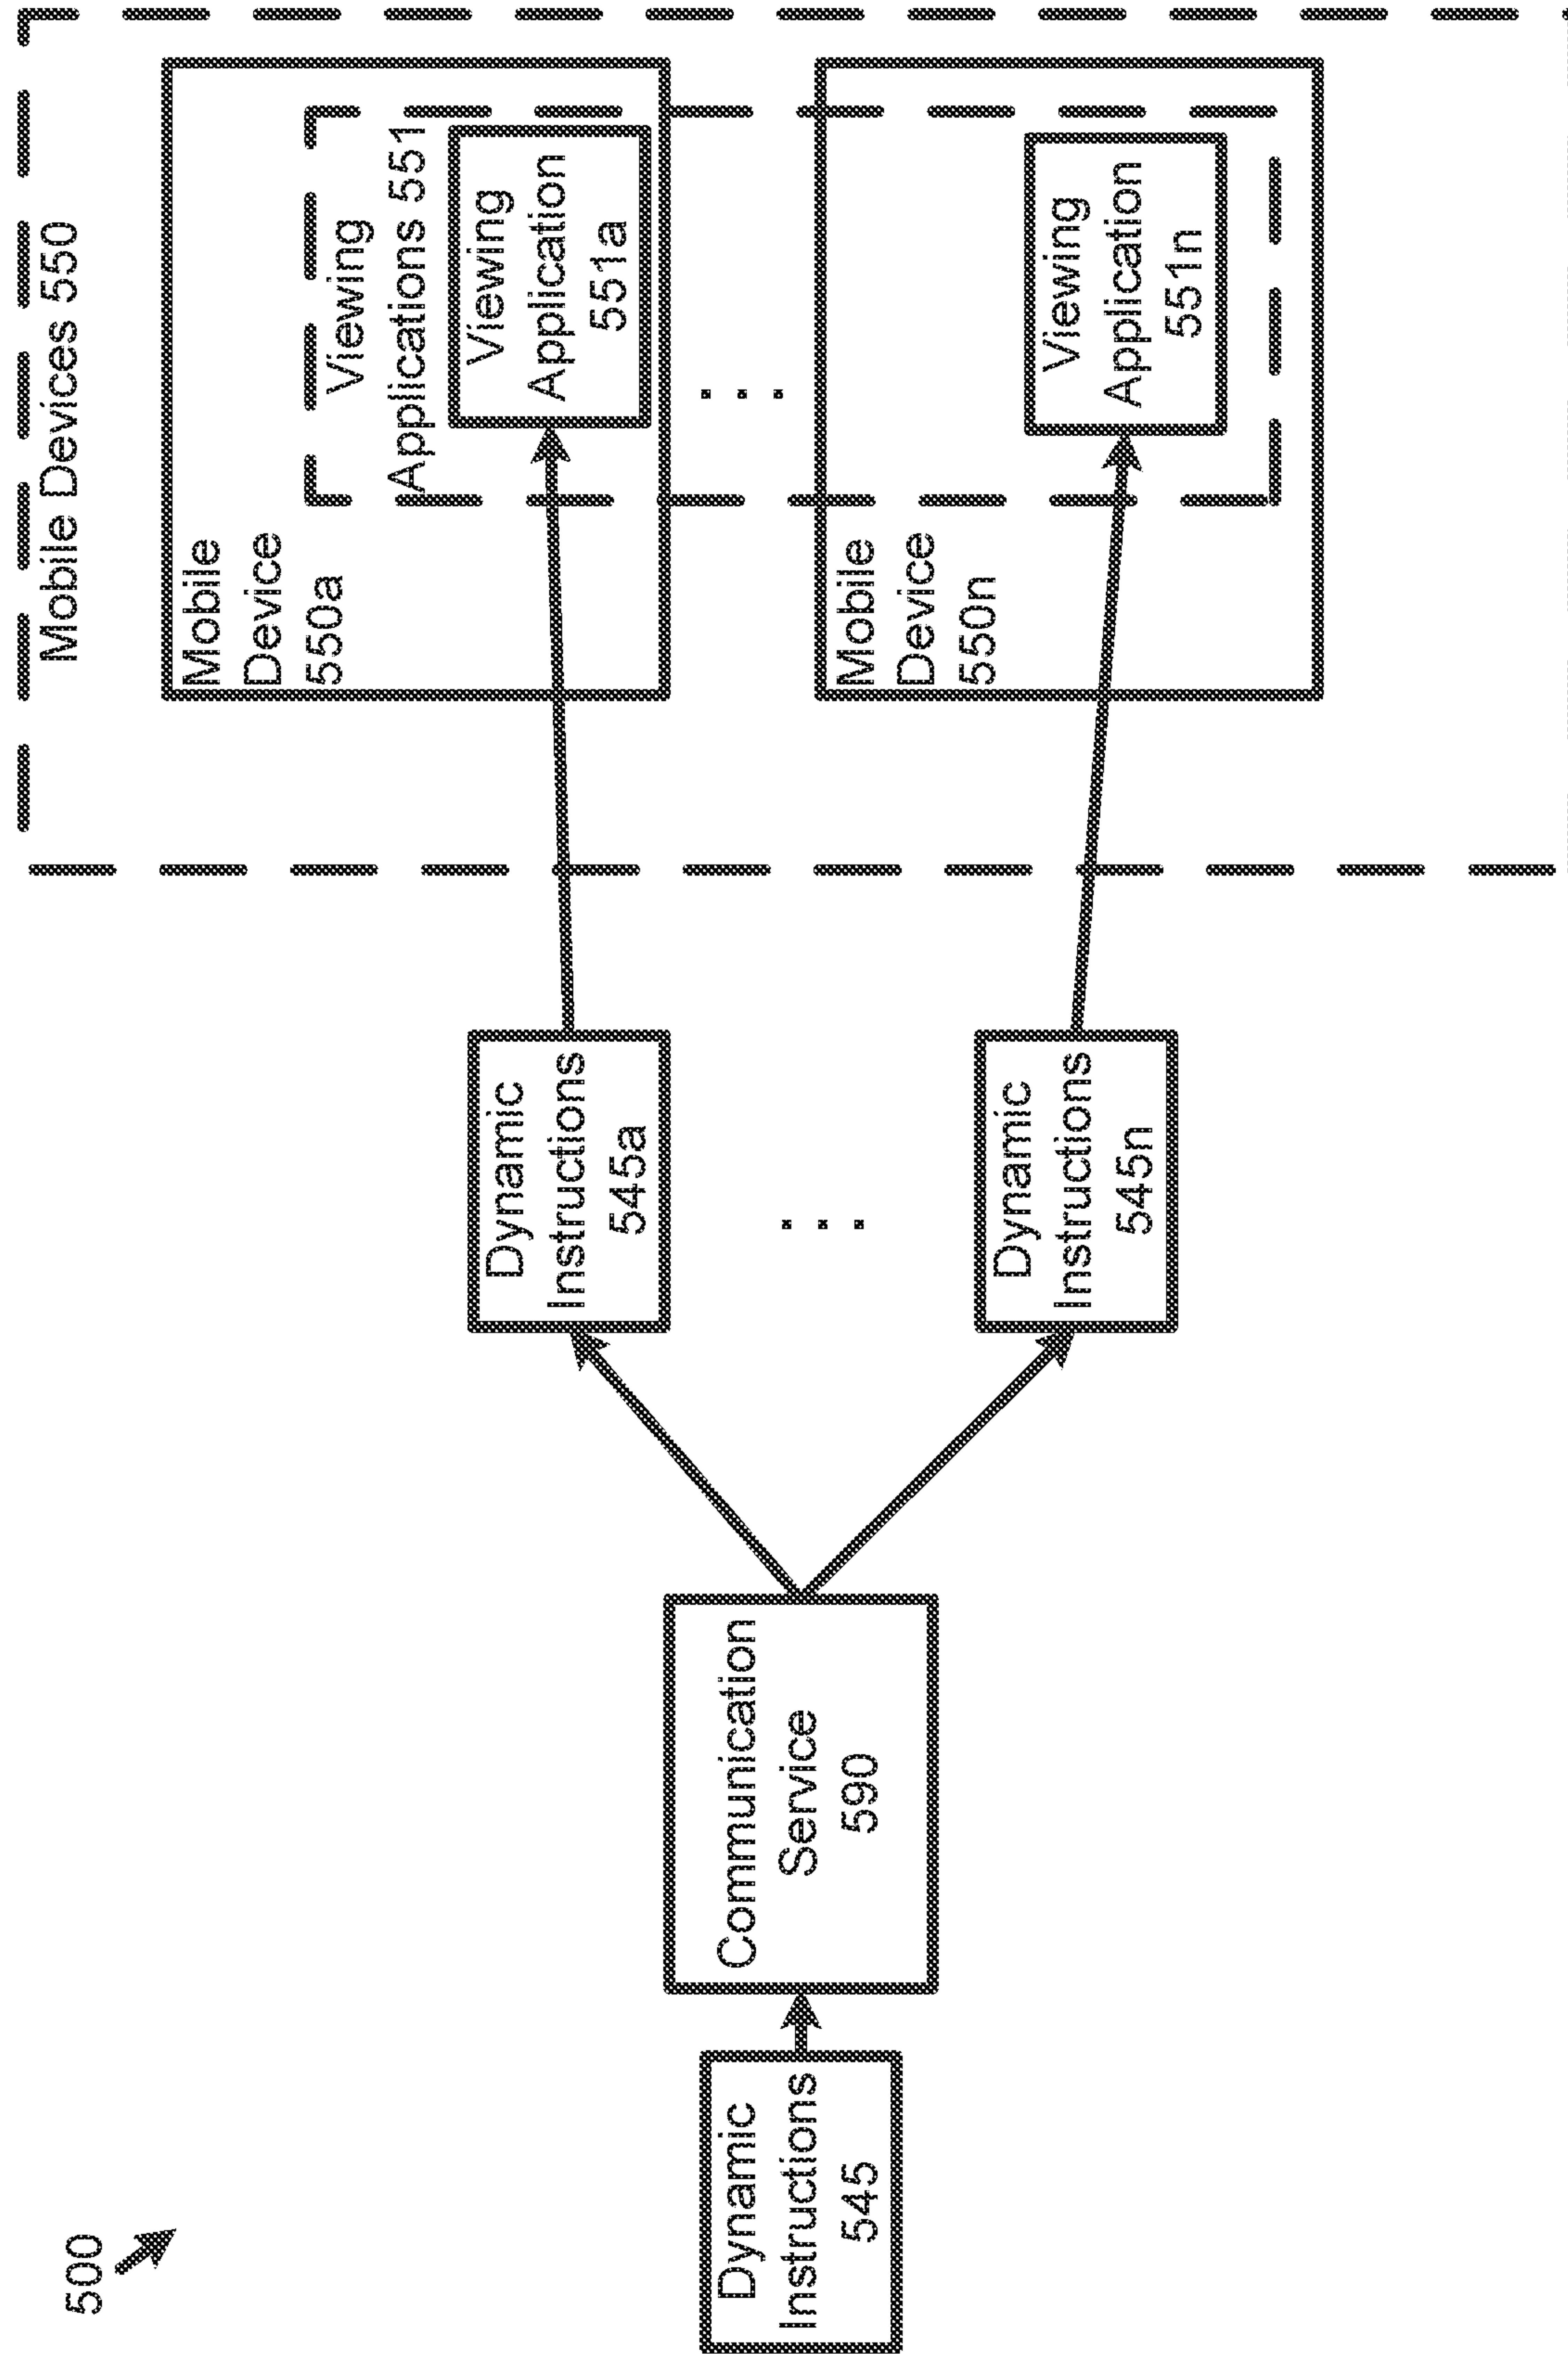 500
Dynamic
Instructions
545
Communication
Service
590
Dynamic
Instructions
545a
. . .
Dynamic
Instructions
545n
Mobile Devices 550
Mobile
Device
550a
Viewing
Applications 551
Viewing
Application
551a
. . .
Mobile
Device
550n
Viewing
Application
551n